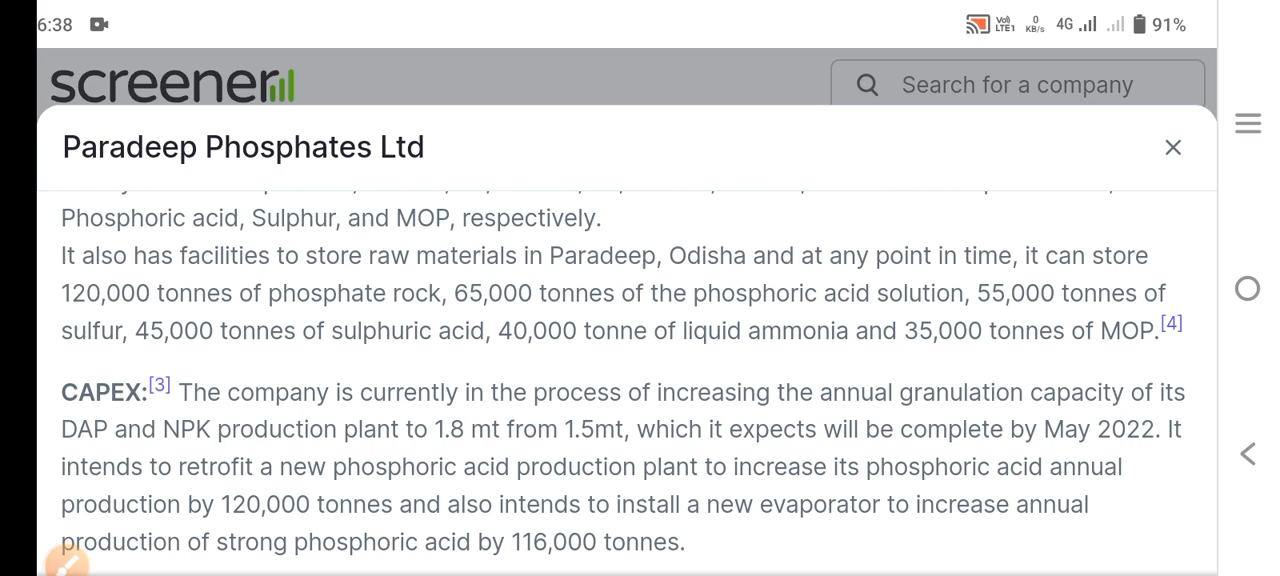 6:38
Vo)) LTE1 0 KB/s 4G 91%
screener
Search for a company
Paradeep Phosphates Ltd
Phosphoric acid, Sulphur, and MOP, respectively.
It also has facilities to store raw materials in Paradeep, Odisha and at any point in time, it can store
120,000 tonnes of phosphate rock, 65,000 tonnes of the phosphoric acid solution, 55,000 tonnes of
sulfur, 45,000 tonnes of sulphuric acid, 40,000 tonne of liquid ammonia and 35,000 tonnes of MOP.[4]
CAPEX:[3] The company is currently in the process of increasing the annual granulation capacity of its
DAP and NPK production plant to 1.8 mt from 1.5mt, which it expects will be complete by May 2022. It
intends to retrofit a new phosphoric acid production plant to increase its phosphoric acid annual
production by 120,000 tonnes and also intends to install a new evaporator to increase annual
production of strong phosphoric acid by 116,000 tonnes.